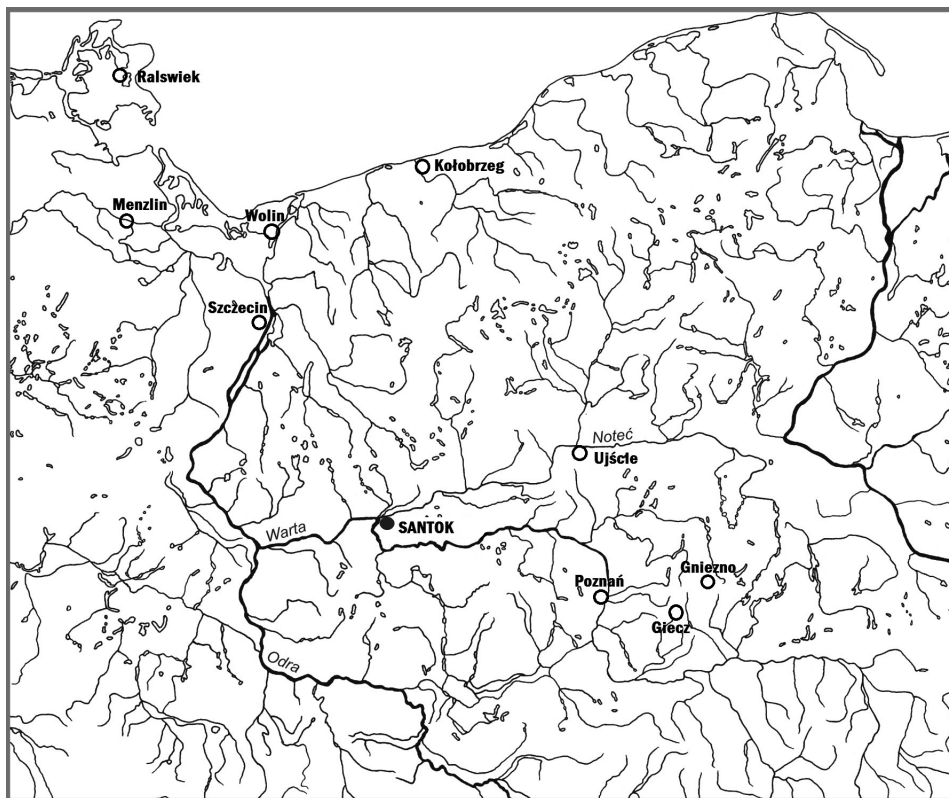 Ralswiek
Kołobrzeg
Menzlin
Wolin
Szczecin
Noteć
Ujście
Warta
SANTOK
Gniezno
Poznań
Giecz
Odra